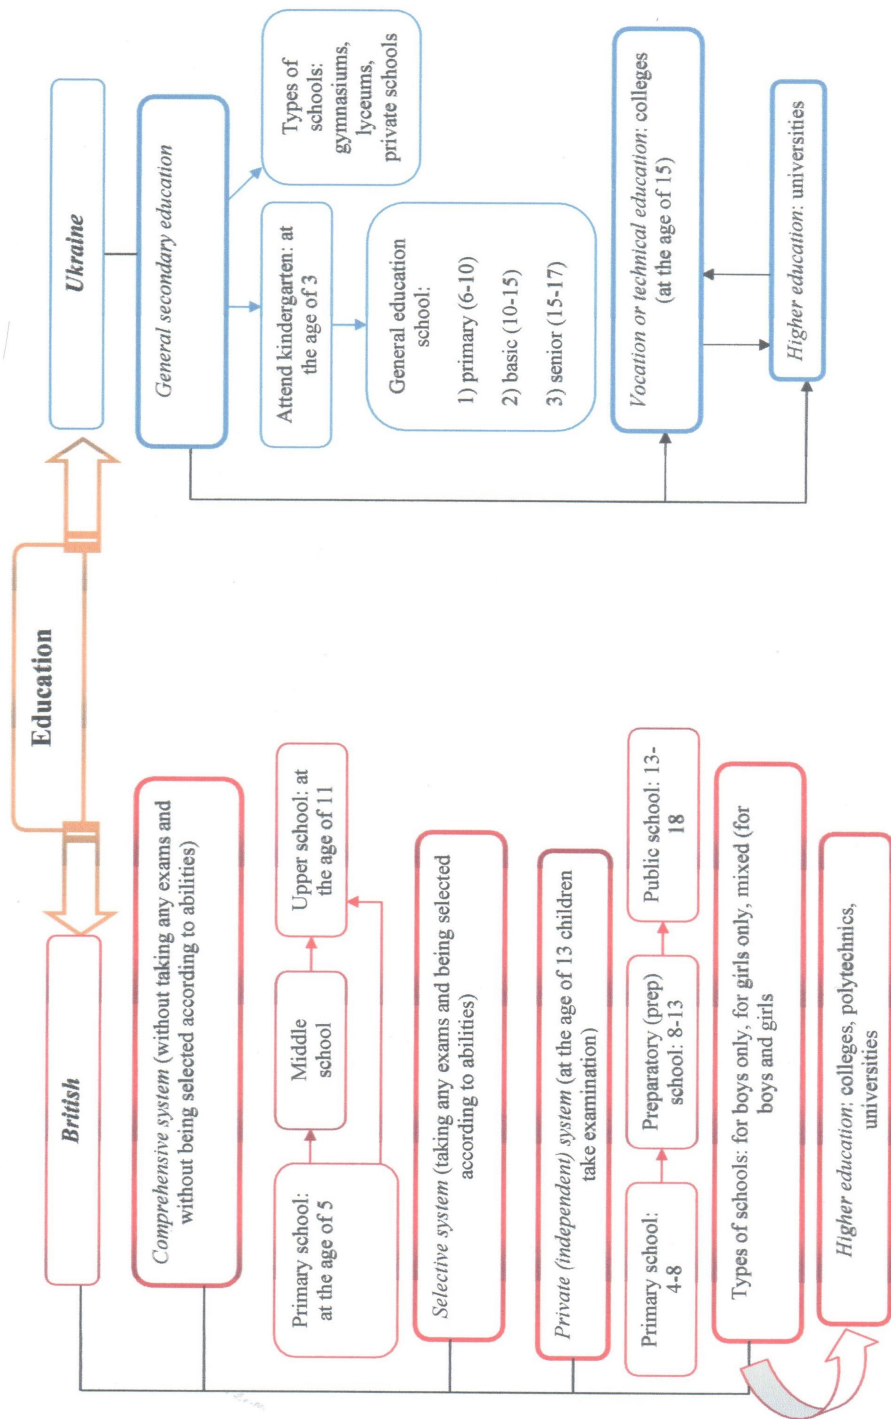 Education
British
Comprehensive system (without taking any exams and
without being selected according to abilities)
Primary school:
at the age of 5
Middle
school
Upper school: at
the age of 11
Selective system (taking any exams and being selected
according to abilities)
Private (independent) system (at the age of 13 children
take examination)
Primary school:
4-8
Preparatory (prep)
school: 8-13
Public school: 13-
18
Types of schools: for boys only, for girls only, mixed (for
boys and girls
Higher education: colleges, polytechnics,
universities
Ukraine
General secondary education
Attend kindergarten: at
the age of 3
Types of
schools:
gymnasiums,
lyceums,
private schools
General education
school:
1) primary (6-10)
2) basic (10-15)
3) senior (15-17)
Vocation or technical education: colleges
(at the age of 15)
Higher education: universities